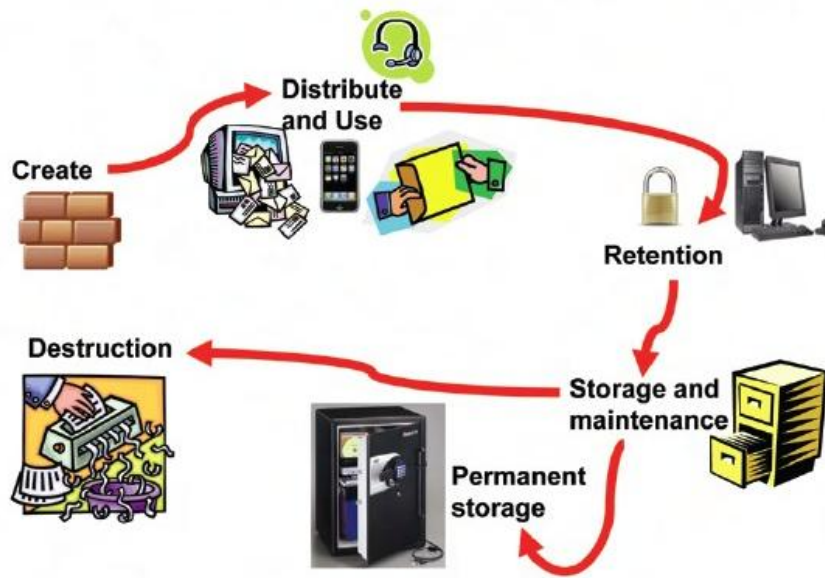 Distribute
and Use
Create
Retention
Destruction
Storage and
maintenance
Permanent
storage